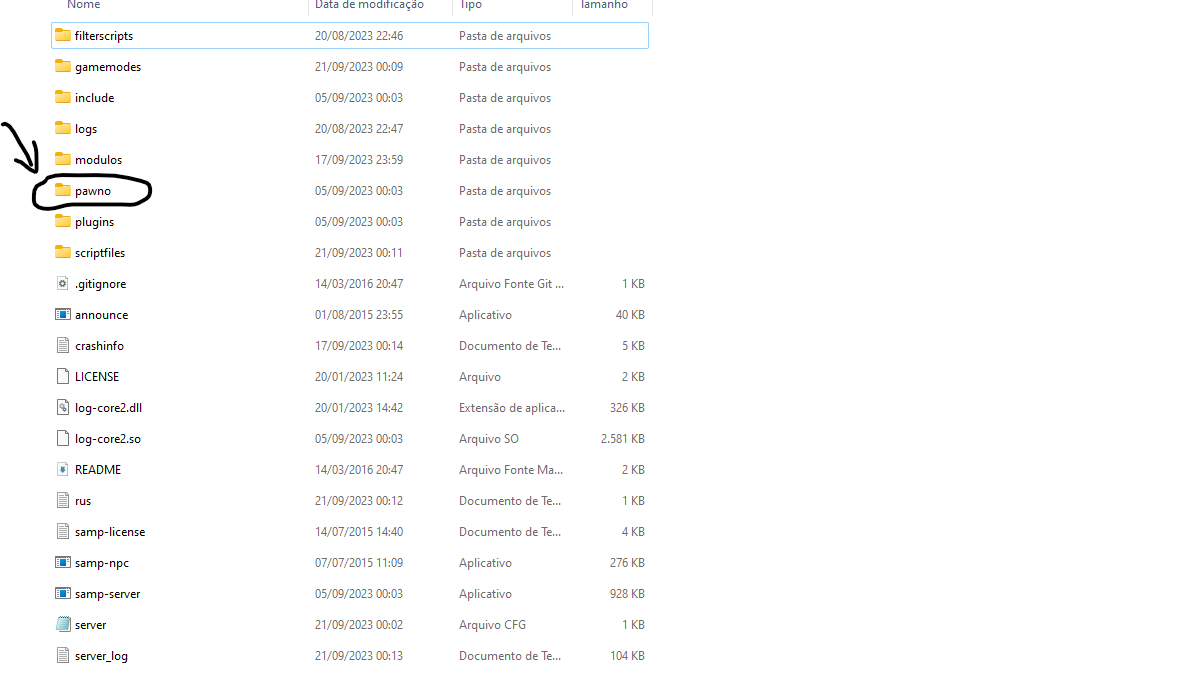 Nome Data de modificação Tipo Tamanho
filterscripts 20/08/2023 22:46 Pasta de arquivos
gamemodes 21/09/2023 00:09 Pasta de arquivos
include 05/09/2023 00:03 Pasta de arquivos
logs 20/08/2023 22:47 Pasta de arquivos
modulos 17/09/2023 23:59 Pasta de arquivos
pawno 05/09/2023 00:03 Pasta de arquivos
plugins 05/09/2023 00:03 Pasta de arquivos
scriptfiles 21/09/2023 00:11 Pasta de arquivos
.gitignore 14/03/2016 20:47 Arquivo Fonte Git ... 1 KB
announce 01/08/2015 23:55 Aplicativo 40 KB
crashinfo 17/09/2023 00:14 Documento de Te... 5 KB
LICENSE 20/01/2023 11:24 Arquivo 2 KB
log-core2.dll 20/01/2023 14:42 Extensão de aplica... 326 KB
log-core2.so 05/09/2023 00:03 Arquivo SO 2.581 KB
README 14/03/2016 20:47 Arquivo Fonte Ma... 2 KB
rus 21/09/2023 00:12 Documento de Te... 1 KB
samp-license 14/07/2015 14:40 Documento de Te... 4 KB
samp-npc 07/07/2015 11:09 Aplicativo 276 KB
samp-server 05/09/2023 00:03 Aplicativo 928 KB
server 21/09/2023 00:02 Arquivo CFG 1 KB
server_log 21/09/2023 00:13 Documento de Te... 104 KB